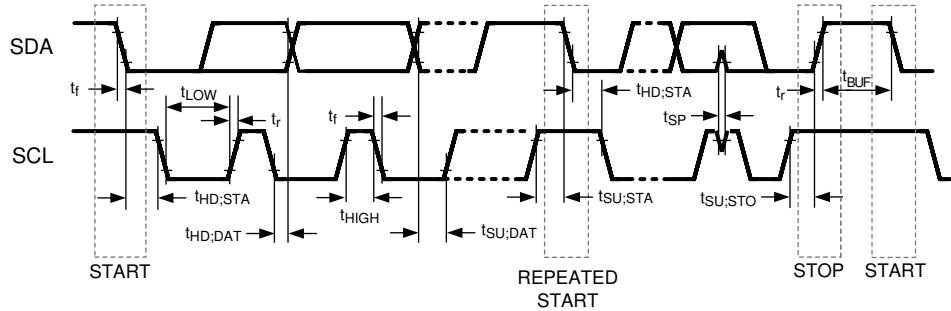 SDA
t_f
t_LOW
t_r
t_f
t_HD;STA
t_SP
t_r
t_BUF
SCL
t_HD;STA
t_HD;DAT
t_HIGH
t_SU;DAT
t_SU;STA
t_SU;STO
START
REPEATED
START
STOP
START